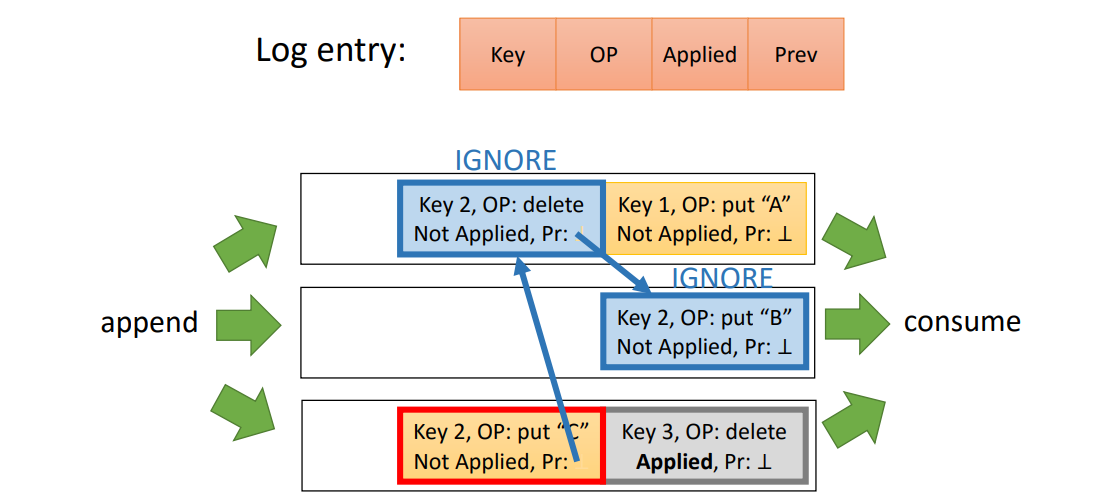 Log entry:
Key OP Applied Prev
IGNORE
Key 2, OP: delete
Not Applied, Pr:
Key 1, OP: put “A”
Not Applied, Pr: ⊥
IGNORE
append
Key 2, OP: put “B”
Not Applied, Pr: ⊥
consume
Key 2, OP: put “C”
Not Applied, Pr:
Key 3, OP: delete
Applied, Pr: ⊥